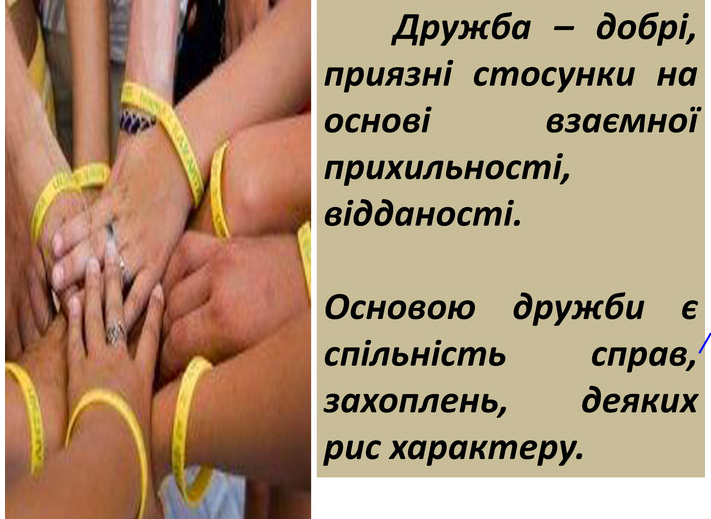 Дружба – добрі,
приязні стосунки на
основі взаємної
прихильності,
відданості.
Основою дружби є
спільність справ,
захоплень, деяких
рис характеру.